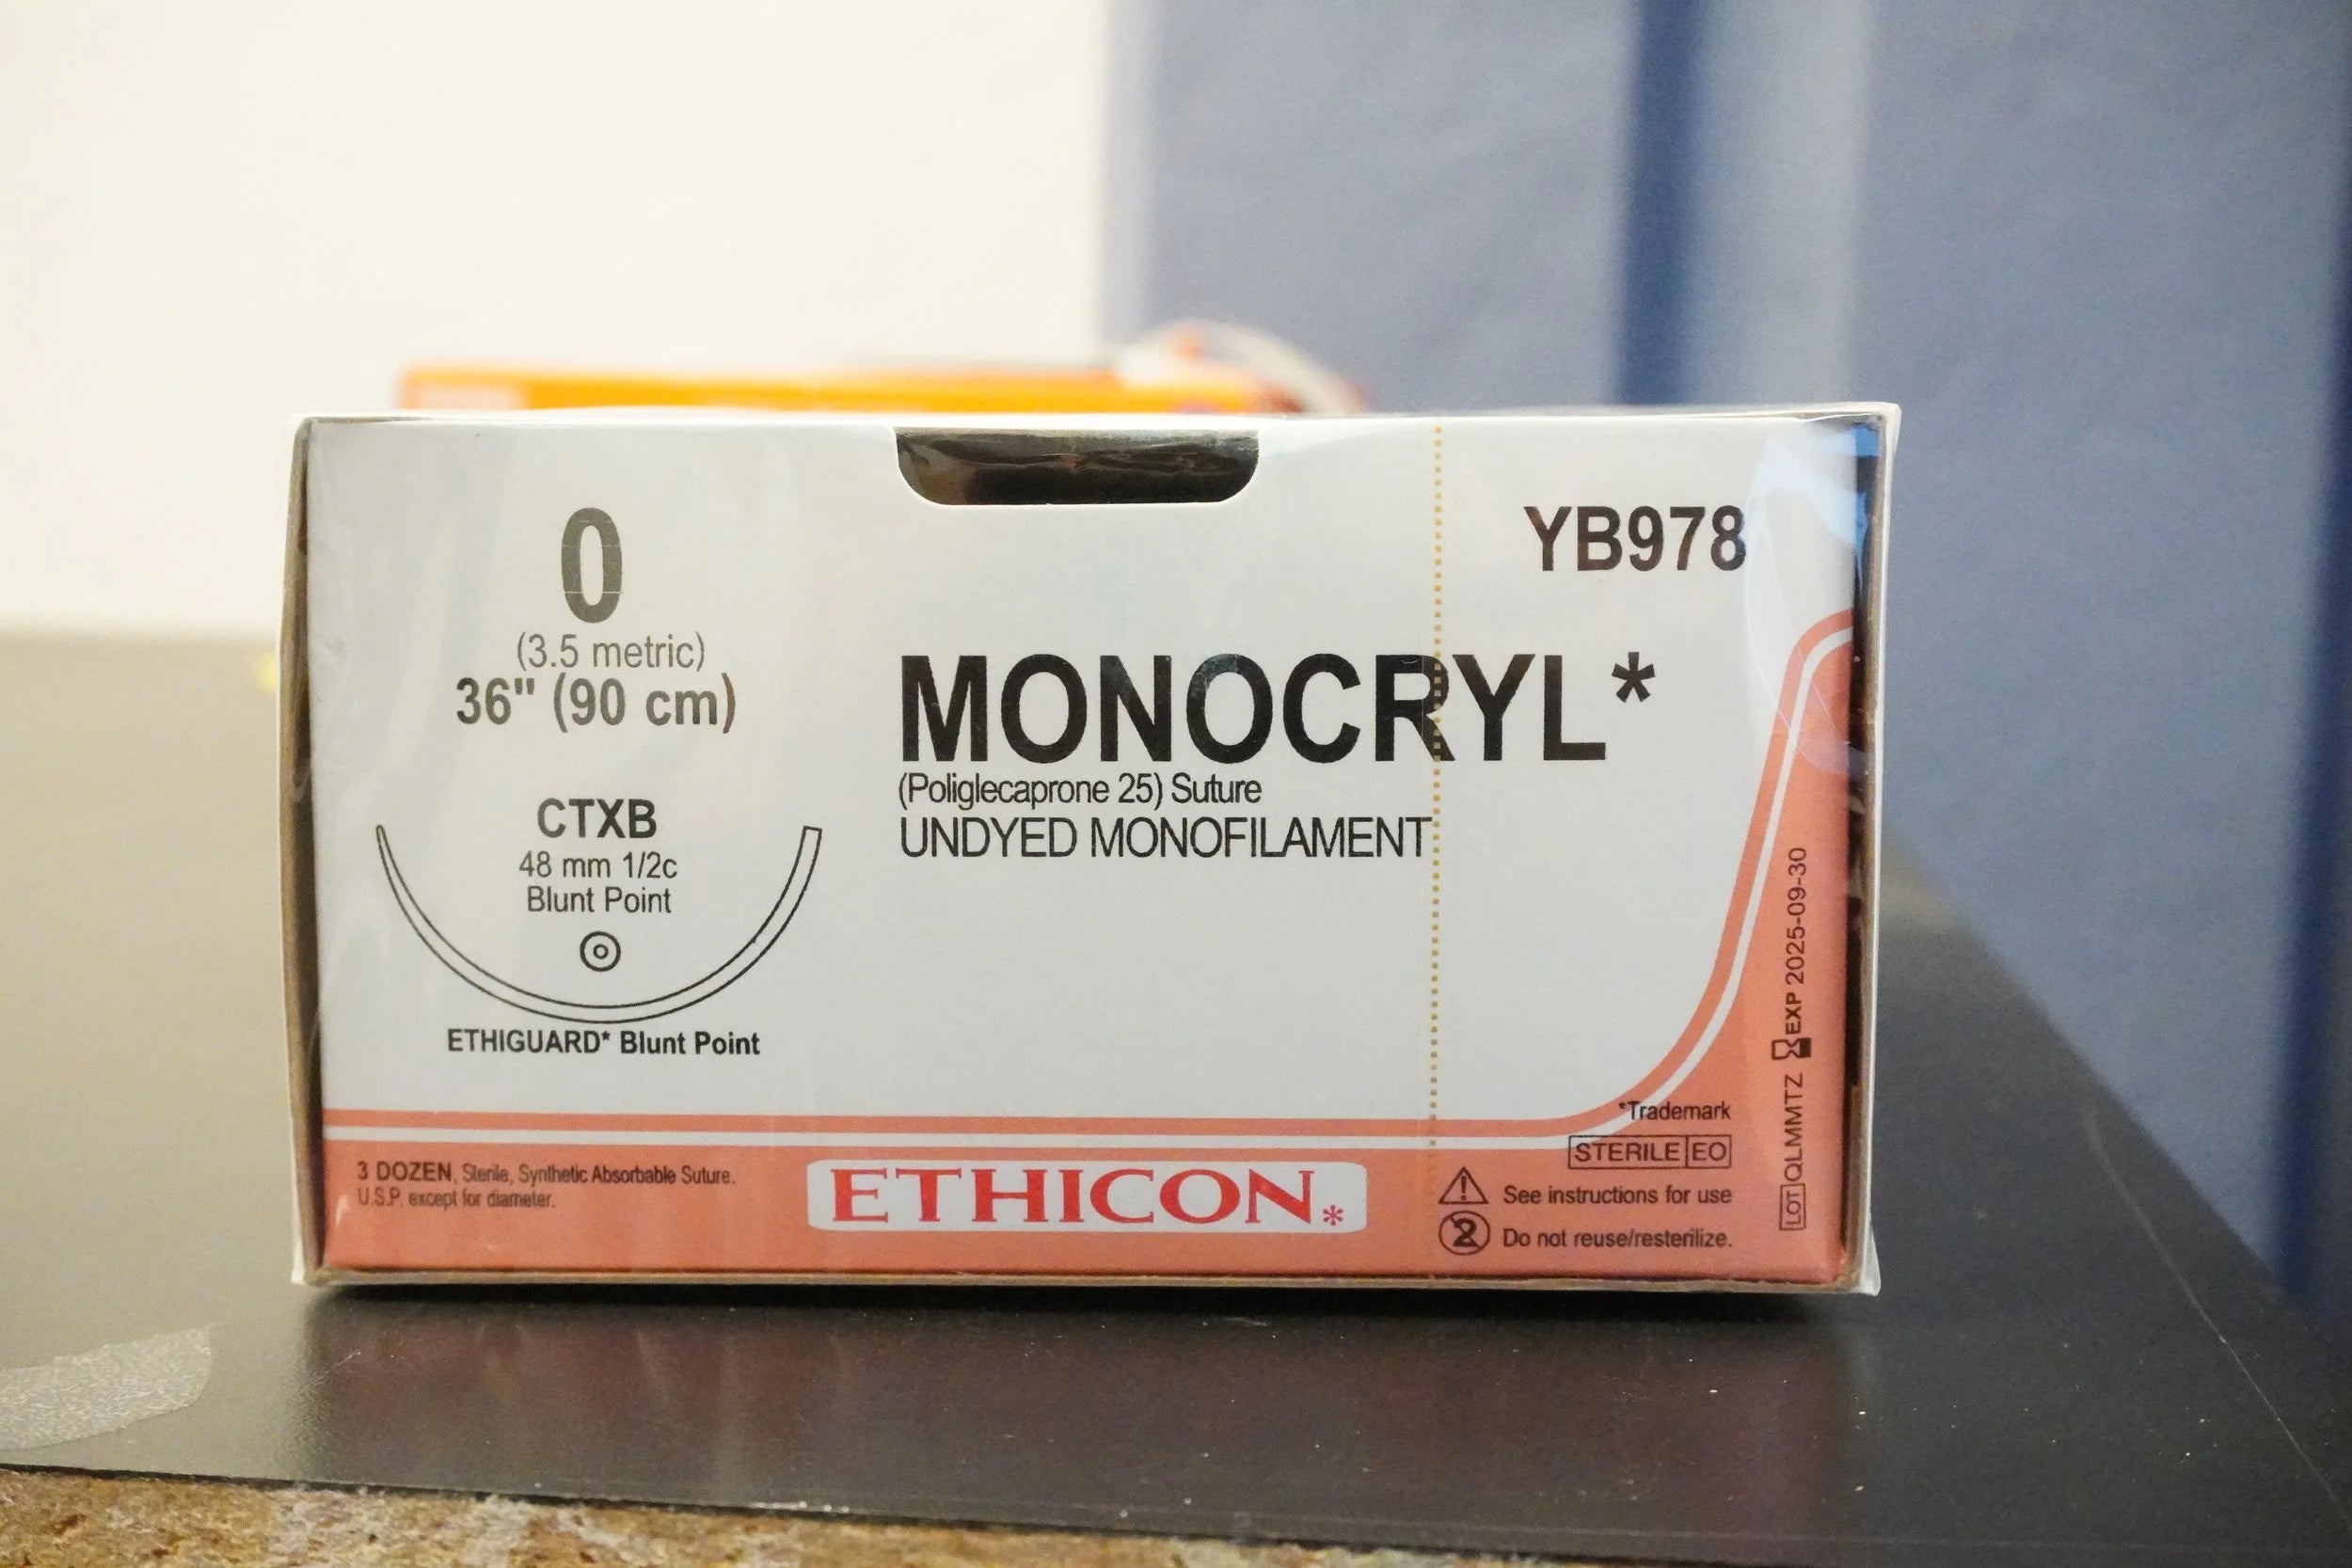 0
(3.5 metric)
36" (90 cm)
CTXB
48 mm 1/2c
Blunt Point
ETHIGUARD* Blunt Point
YB978
MONOCRYL*
(Poliglecaprone 25) Suture
UNDYED MONOFILAMENT
3 DOZEN, Sterile, Synthetic Absorbable Suture.
U.S.P. except for diameter.
ETHICON*
*Trademark
STERILE EO
See instructions for use
2 Do not reuse/resterilize.
LOT QLMMTZ EXP 2025-09-30